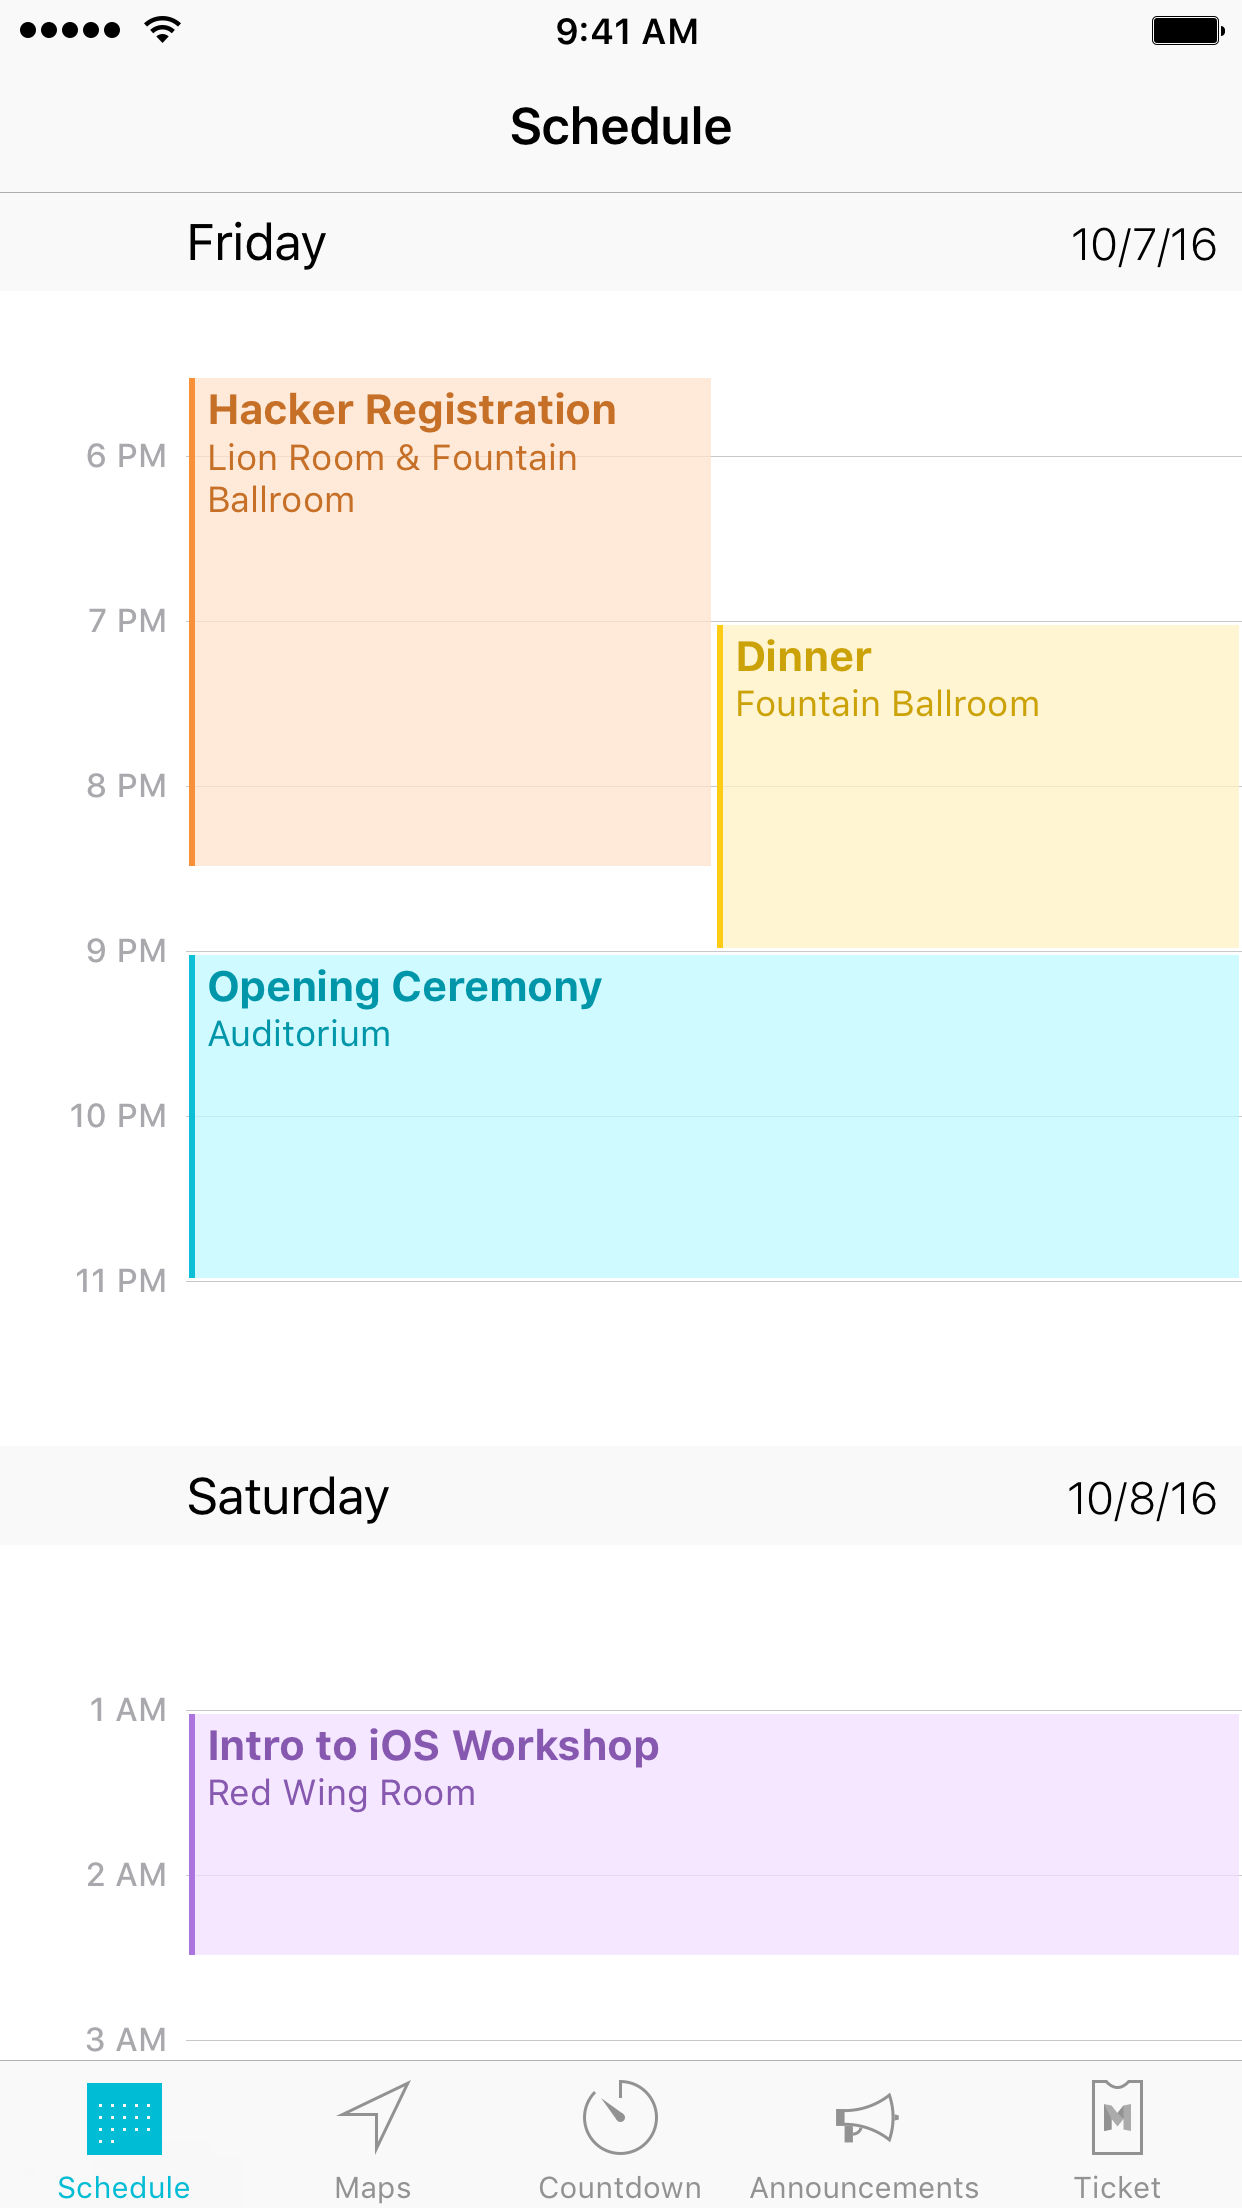 9:41 AM
Schedule
Friday 10/7/16
Hacker Registration
6 PM Lion Room & Fountain
Ballroom
7 PM
Dinner
Fountain Ballroom
8 PM
9 PM
Opening Ceremony
Auditorium
10 PM
11 PM
Saturday 10/8/16
1 AM
Intro to iOS Workshop
Red Wing Room
2 AM
3 AM
M
Schedule Maps Countdown Announcements Ticket